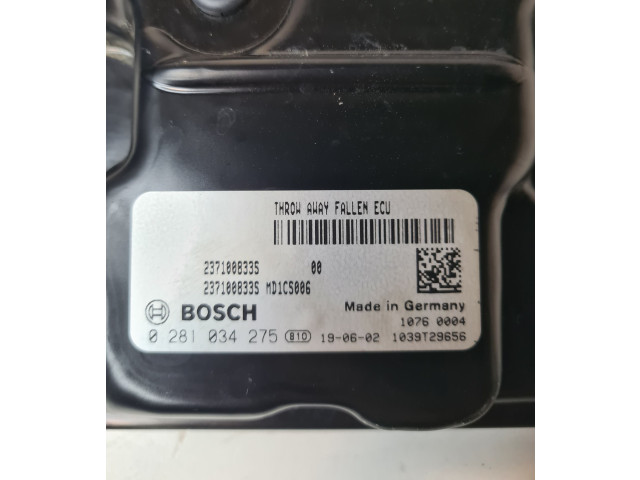 THROW AWAY FALLEN ECU
237100833S 00
237100833S MD1CS006
BOSCH Made in Germany
1076 0004
0 281 034 275 810 19-06-02 1039T29656